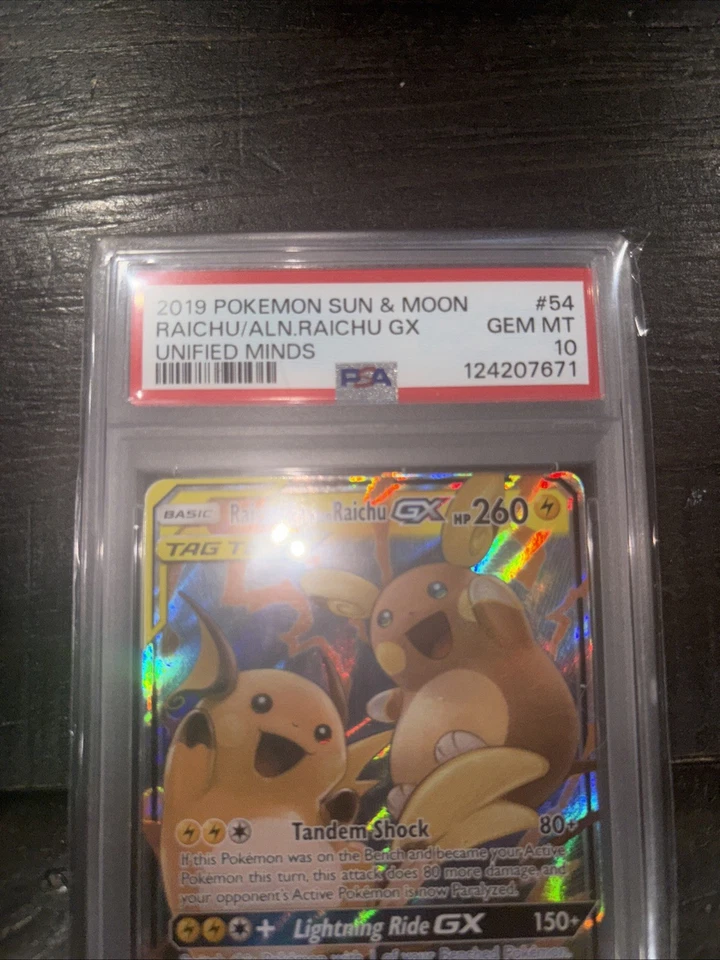 2019 POKEMON SUN & MOON #54
RAICHU/ALN.RAICHU GX GEM MT
UNIFIED MINDS 10
PSA 124207671
BASIC Raichu GX HP 260
TAG
Tandem Shock 80+
If this Pokémon was on the Bench and became your Active
Pokémon this turn, this attack does 80 more damage, and
your opponent's Active Pokémon is now Paralyzed.
+ Lightning Ride GX 150+